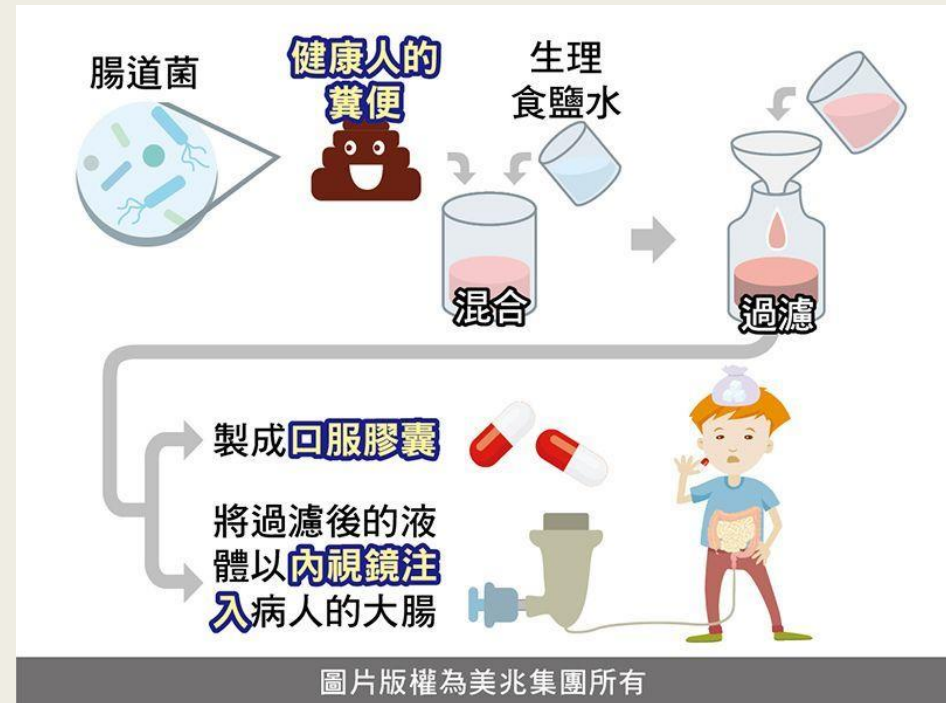 腸道菌
健康人的
糞便
生理
食鹽水
混合
過濾
製成口服膠囊
將過濾後的液
體以內視鏡注
入病人的大腸
圖片版權為美兆集團所有